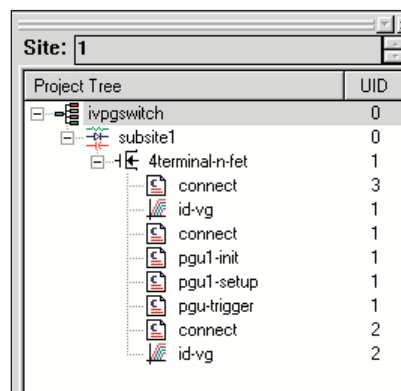 Site: 1
Project Tree UID
ivpgswitch 0
subsite1 0
4terminal-n-fet 1
connect 3
id-vg 1
connect 1
pgu1-init 1
pgu1-setup 1
pgu-trigger 1
connect 2
id-vg 2